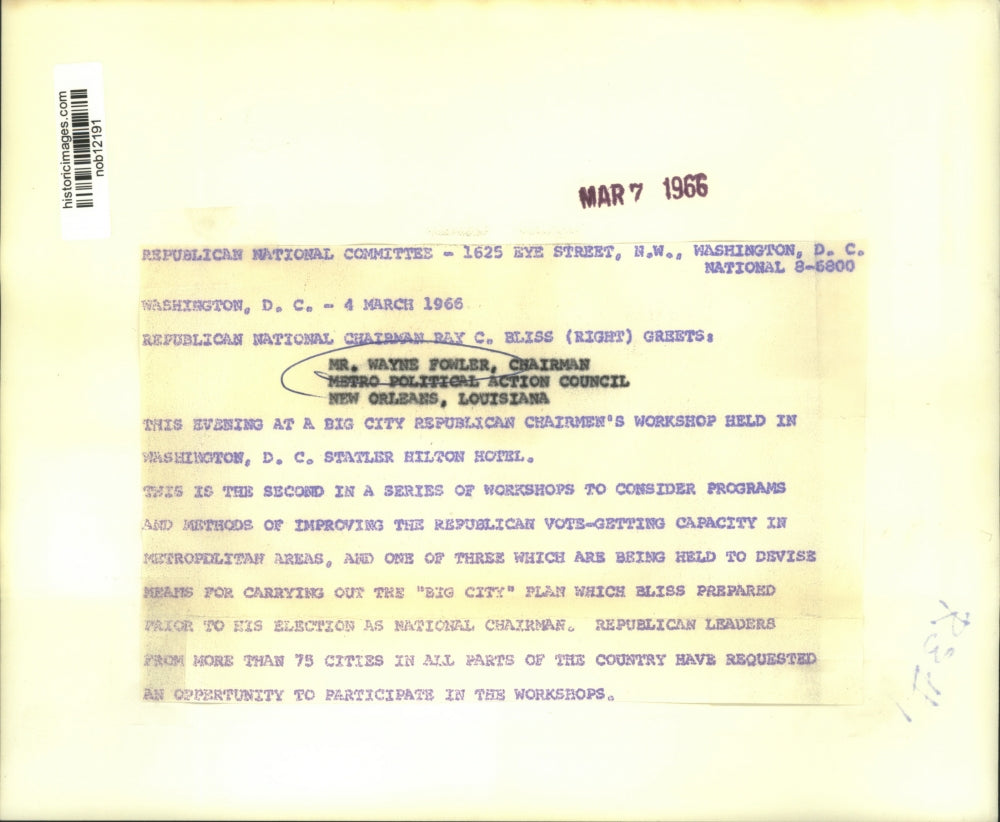 historicimages.com
nob12191
MAR 7 1966
REPUBLICAN NATIONAL COMMITTEE - 1625 EYE STREET, N.W., WASHINGTON, D. C.
NATIONAL 8-6800
WASHINGTON, D. C. - 4 MARCH 1966
REPUBLICAN NATIONAL CHAIRMAN RAY C. BLISS (RIGHT) GREETS:
MR. WAYNE FOWLER, CHAIRMAN
METRO POLITICAL ACTION COUNCIL
NEW ORLEANS, LOUISIANA
THIS EVENING AT A BIG CITY REPUBLICAN CHAIRMEN'S WORKSHOP HELD IN
WASHINGTON, D. C. STATLER HILTON HOTEL.
THIS IS THE SECOND IN A SERIES OF WORKSHOPS TO CONSIDER PROGRAMS
AND METHODS OF IMPROVING THE REPUBLICAN VOTE-GETTING CAPACITY IN
METROPOLITAN AREAS, AND ONE OF THREE WHICH ARE BEING HELD TO DEVISE
MEANS FOR CARRYING OUT THE "BIG CITY" PLAN WHICH BLISS PREPARED
PRIOR TO HIS ELECTION AS NATIONAL CHAIRMAN. REPUBLICAN LEADERS
FROM MORE THAN 75 CITIES IN ALL PARTS OF THE COUNTRY HAVE REQUESTED
AN OPPERTUNITY TO PARTICIPATE IN THE WORKSHOPS.